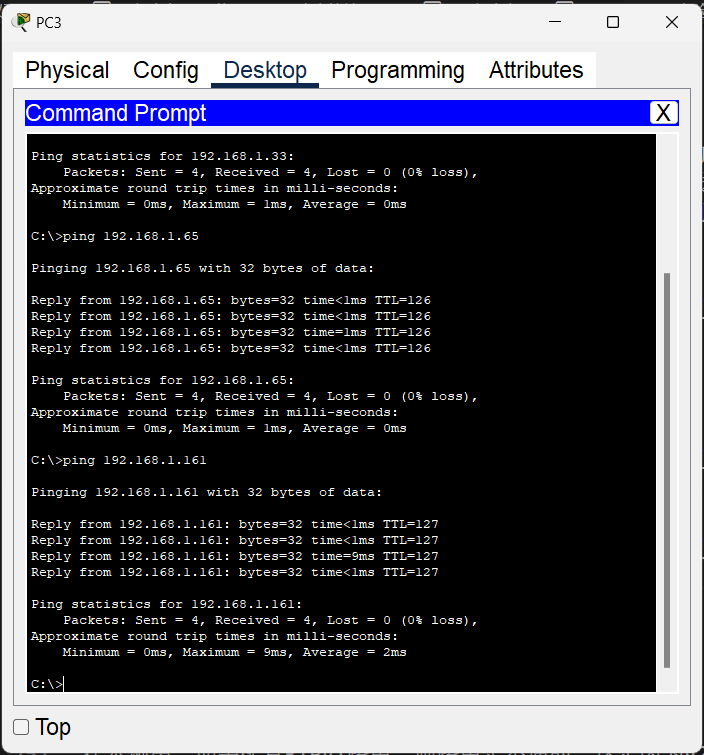 PC3
Physical Config Desktop Programming Attributes
Command Prompt X
Ping statistics for 192.168.1.33:
    Packets: Sent = 4, Received = 4, Lost = 0 (0% loss),
Approximate round trip times in milli-seconds:
    Minimum = 0ms, Maximum = 1ms, Average = 0ms
C:\>ping 192.168.1.65
Pinging 192.168.1.65 with 32 bytes of data:
Reply from 192.168.1.65: bytes=32 time<1ms TTL=126
Reply from 192.168.1.65: bytes=32 time<1ms TTL=126
Reply from 192.168.1.65: bytes=32 time=1ms TTL=126
Reply from 192.168.1.65: bytes=32 time<1ms TTL=126
Ping statistics for 192.168.1.65:
    Packets: Sent = 4, Received = 4, Lost = 0 (0% loss),
Approximate round trip times in milli-seconds:
    Minimum = 0ms, Maximum = 1ms, Average = 0ms
C:\>ping 192.168.1.161
Pinging 192.168.1.161 with 32 bytes of data:
Reply from 192.168.1.161: bytes=32 time<1ms TTL=127
Reply from 192.168.1.161: bytes=32 time<1ms TTL=127
Reply from 192.168.1.161: bytes=32 time=9ms TTL=127
Reply from 192.168.1.161: bytes=32 time<1ms TTL=127
Ping statistics for 192.168.1.161:
    Packets: Sent = 4, Received = 4, Lost = 0 (0% loss),
Approximate round trip times in milli-seconds:
    Minimum = 0ms, Maximum = 9ms, Average = 2ms
C:\>
Top